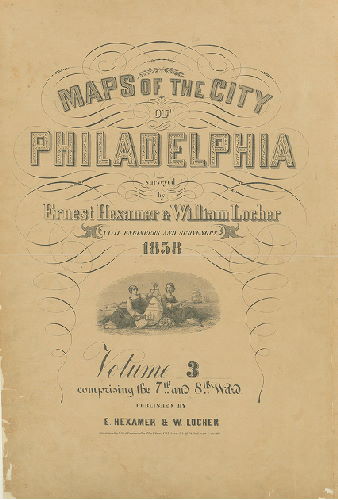 MAPS OF THE CITY
OF
PHILADELPHIA
surveyed
by
Ernest Hexamer & William Locher
CIVIL ENGINEERS AND SURVEYORS
1858
Volume 3
comprising the 7th and 8th Ward
PUBLISHED BY
E. HEXAMER & W. LOCHER